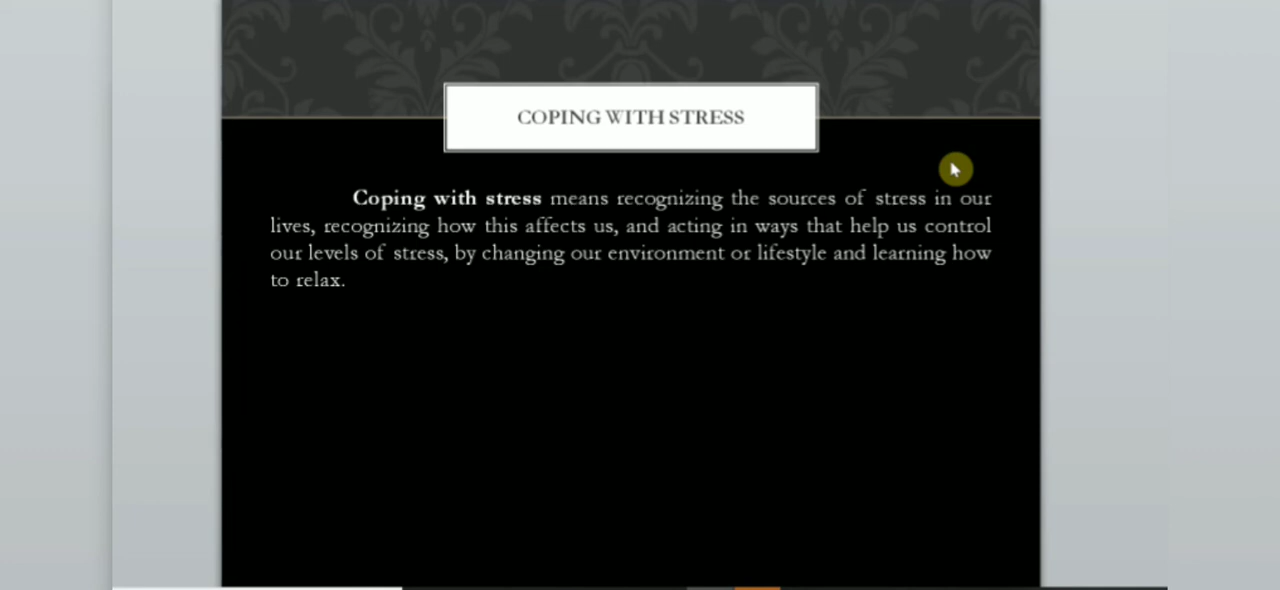 COPING WITH STRESS
Coping with stress means recognizing the sources of stress in our
lives, recognizing how this affects us, and acting in ways that help us control
our levels of stress, by changing our environment or lifestyle and learning how
to relax.